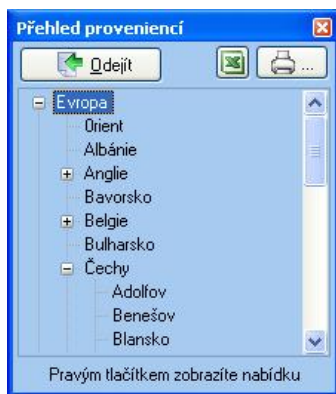 Přehled proveniencí
Odejít
...
Evropa
Orient
Albánie
Anglie
Bavorsko
Belgie
Bulharsko
Čechy
Adolfov
Benešov
Blansko
Pravým tlačítkem zobrazíte nabídku